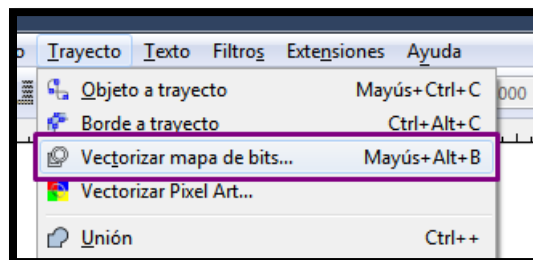 o Trayecto Texto Filtros Extensiones Ayuda
Objeto a trayecto Mayús+Ctrl+C 000
Borde a trayecto Ctrl+Alt+C
Vectorizar mapa de bits... Mayús+Alt+B
Vectorizar Pixel Art...
Unión Ctrl++